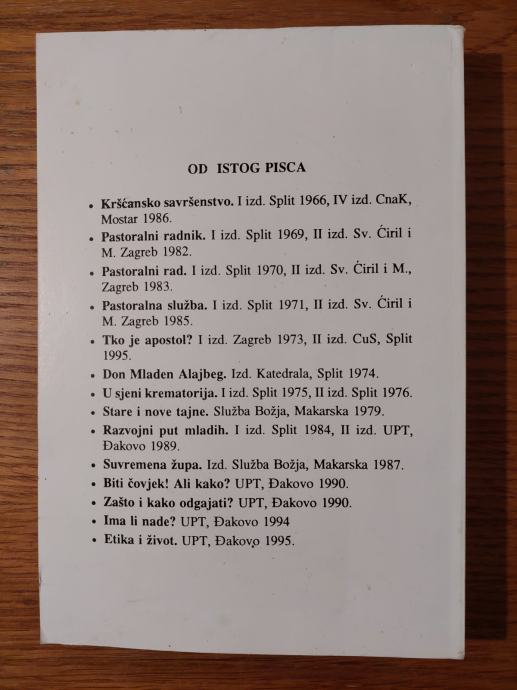 OD ISTOG PISCA
• Kršćansko savršenstvo. I izd. Split 1966, IV izd. CnaK,
Mostar 1986.
• Pastoralni radnik. I izd. Split 1969, II izd. Sv. Ćiril i
M. Zagreb 1982.
• Pastoralni rad. I izd. Split 1970, II izd. Sv. Ćiril i M.,
Zagreb 1983.
• Pastoralna služba. I izd. Split 1971, II izd. Sv. Ćiril i
M. Zagreb 1985.
• Tko je apostol? I izd. Zagreb 1973, II izd. CuS, Split
1995.
• Don Mladen Alajbeg. Izd. Katedrala, Split 1974.
• U sjeni krematorija. I izd. Split 1975, II izd. Split 1976.
• Stare i nove tajne. Služba Božja, Makarska 1979.
• Razvojni put mladih. I izd. Split 1984, II izd. UPT,
Đakovo 1989.
• Suvremena župa. Izd. Služba Božja, Makarska 1987.
• Biti čovjek! Ali kako? UPT, Đakovo 1990.
• Zašto i kako odgajati? UPT, Đakovo 1990.
• Ima li nade? UPT, Đakovo 1994
• Etika i život. UPT, Đakovo 1995.